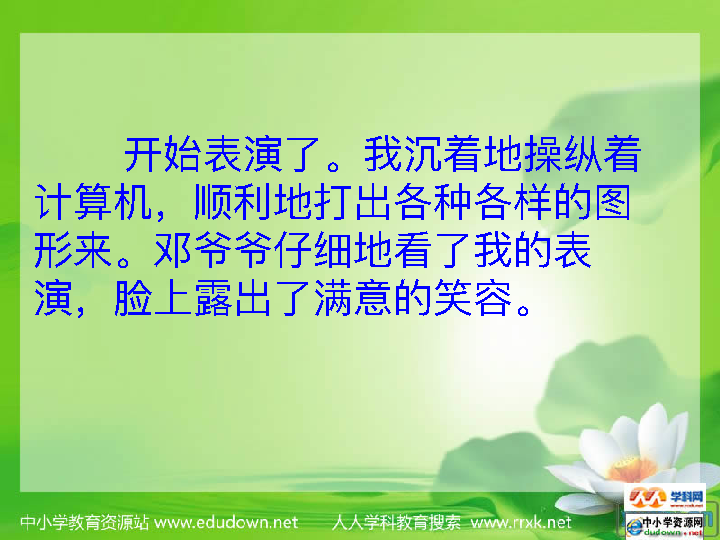 开始表演了。我沉着地操纵着
计算机，顺利地打出各种各样的图
形来。邓爷爷仔细地看了我的表
演，脸上露出了满意的笑容。
中小学教育资源站 www.edudown.net 人人学科教育搜索 www.rrxk.net
学科网
www.rrxk.net
中小学资源网